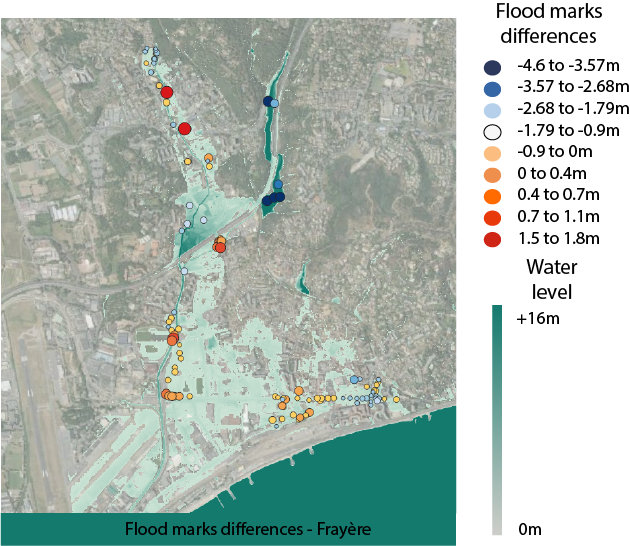 Flood marks
differences
-4.6 to -3.57m
-3.57 to -2.68m
-2.68 to -1.79m
-1.79 to -0.9m
-0.9 to 0m
0 to 0.4m
0.4 to 0.7m
0.7 to 1.1m
1.5 to 1.8m
Water
level
+16m
0m
Flood marks differences - Frayère